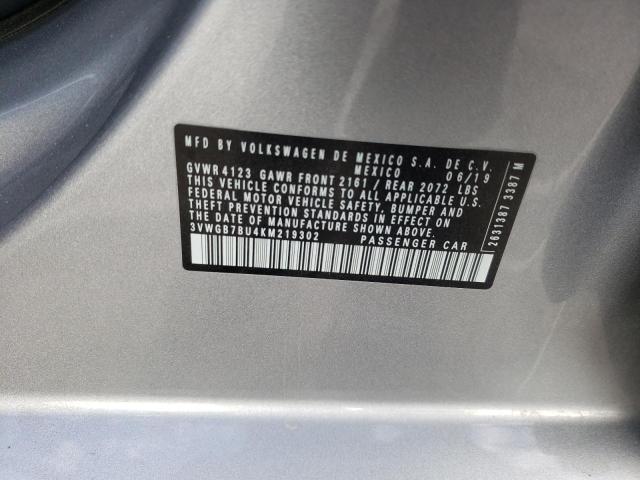 MFD BY VOLKSWAGEN DE MEXICO S.A. DE C.V.
MEXICO 06/19
GVWR 4123 GAWR FRONT 2161 / REAR 2072 LBS
THIS VEHICLE CONFORMS TO ALL APPLICABLE U.S.
FEDERAL MOTOR VEHICLE SAFETY, BUMPER AND
THEFT PREVENTION STANDARDS IN EFFECT ON
THE DATE OF MANUFACTURE SHOWN ABOVE.
3VWGB7BU4KM219302 PASSENGER CAR
2631387 3387 M